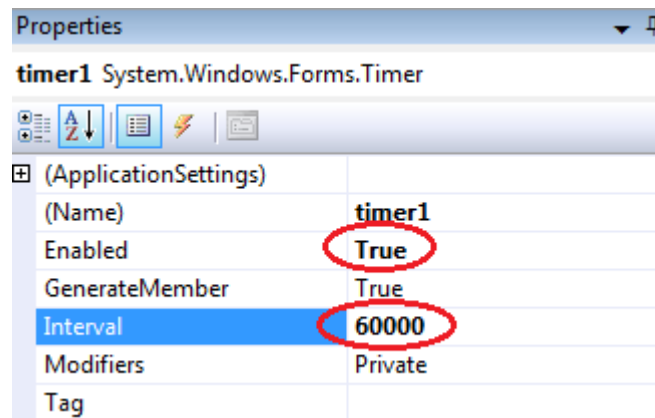 Properties
timer1 System.Windows.Forms.Timer
(ApplicationSettings)
(Name) timer1
Enabled True
GenerateMember True
Interval 60000
Modifiers Private
Tag